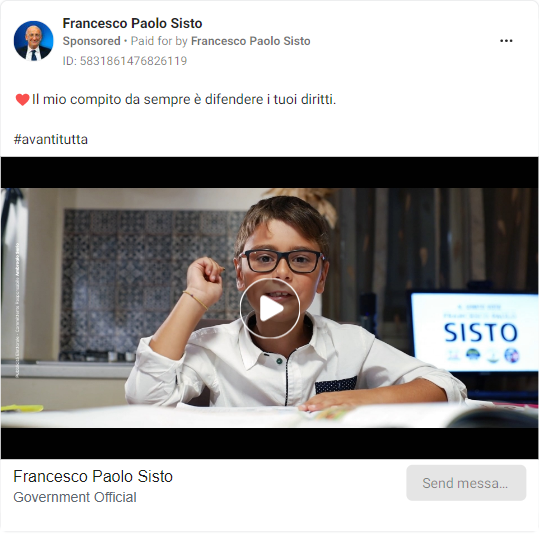 Francesco Paolo Sisto
Sponsored • Paid for by Francesco Paolo Sisto
ID: 5831861476826119
❤️Il mio compito da sempre è difendere i tuoi diritti.
#avantitutta
FRANCESCO PAOLO
SISTO
Francesco Paolo Sisto
Government Official
Send messa...